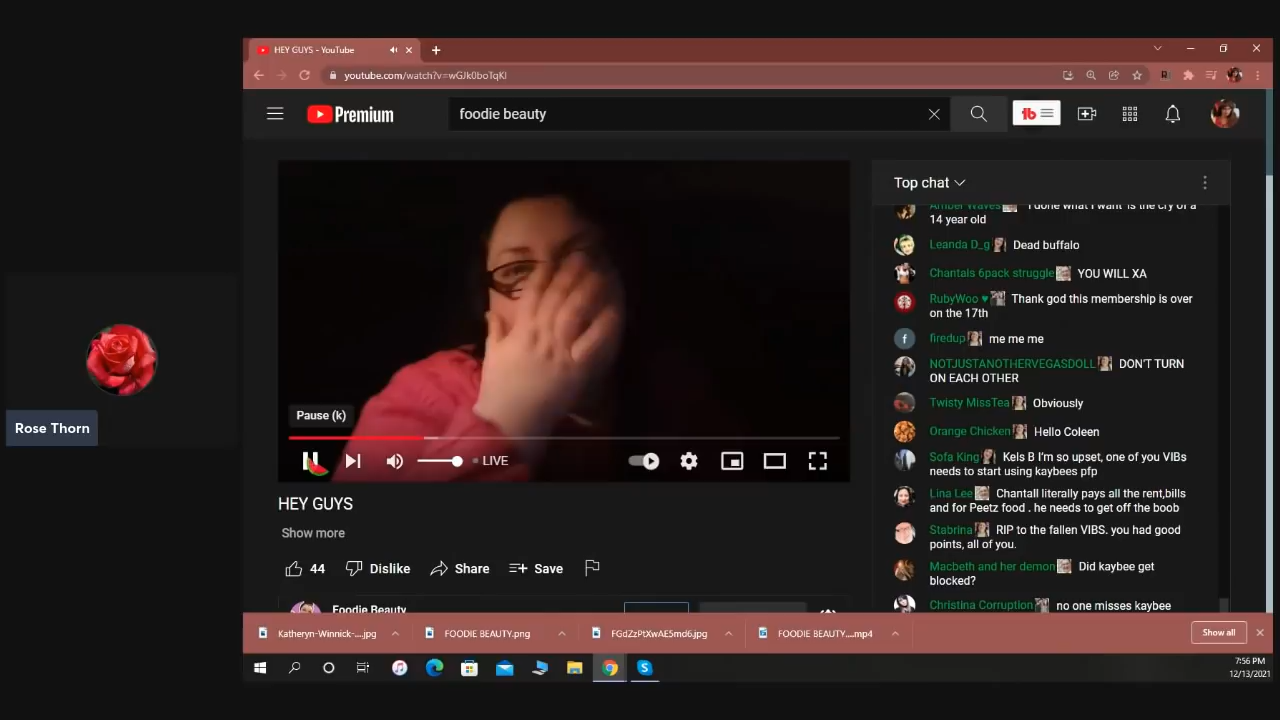 HEY GUYS - YouTube
youtube.com/watch?v=wGJk0boTqKI
Premium
foodie beauty
Top chat
Amber Waves I done what I want is the cry of a
14 year old
Leanda D_g Dead buffalo
Chantals 6pack struggle YOU WILL XA
RubyWoo ♥ Thank god this membership is over
on the 17th
f firedup me me me
NOTJUSTANOTHERVEGASDOLL DON'T TURN
ON EACH OTHER
Twisty MissTea Obviously
Orange Chicken Hello Coleen
Sofa King Kels B I'm so upset, one of you VIBs
needs to start using kaybees pfp
Lina Lee Chantall literally pays all the rent,bills
and for Peetz food . he needs to get off the boob
Stabrina RIP to the fallen VIBS. you had good
points, all of you.
Macbeth and her demon Did kaybee get
blocked?
Christina Corruption no one misses kaybee
Pause (k)
LIVE
Rose Thorn
HEY GUYS
Show more
44 Dislike Share Save
Foodie Beauty
Katheryn-Winnick-....jpg
FOODIE BEAUTY.png
FGdZzPtXwAE5md6.jpg
FOODIE BEAUTY....mp4
Show all
7:56 PM
12/13/2021